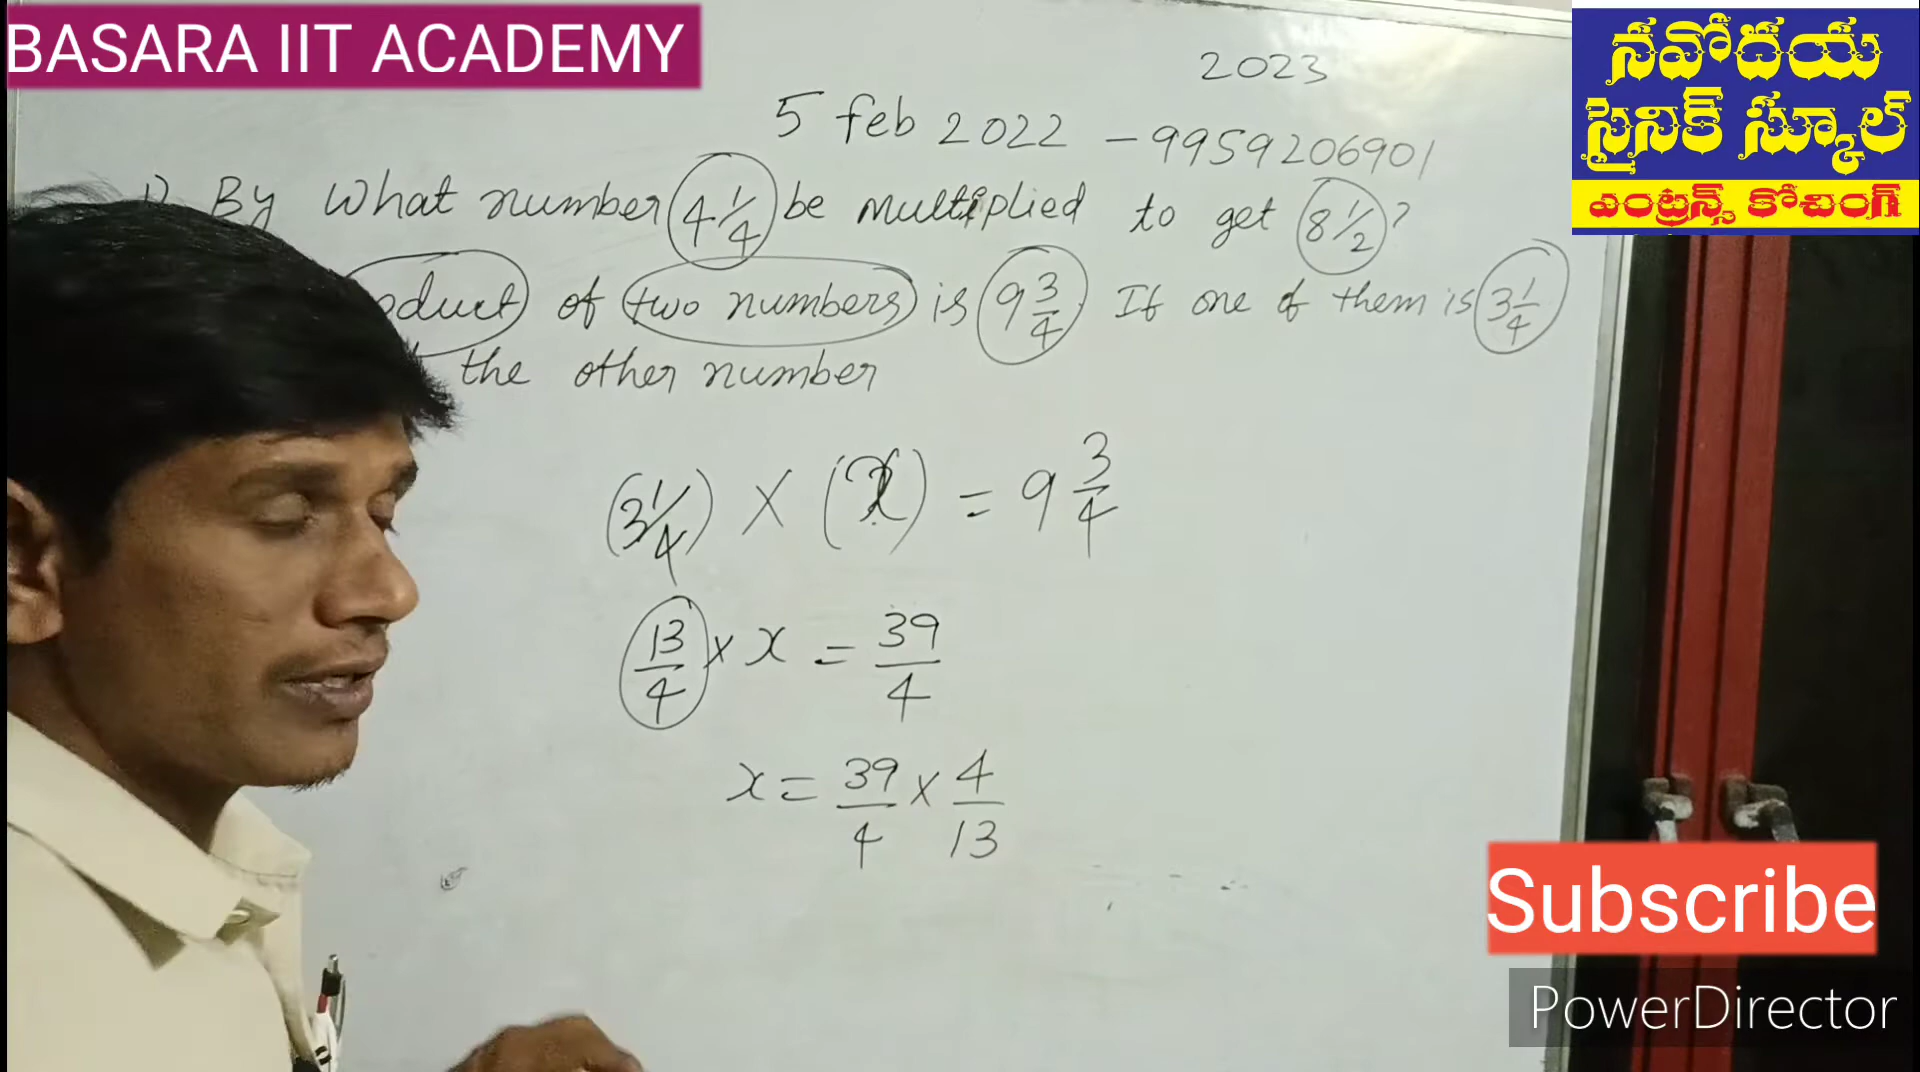 BASARA IIT ACADEMY
నవోదయ
సైనిక్ స్కూల్
ఎంట్రన్స్ కోచింగ్
2023
5 feb 2022 - 9959206901
1) By What number 4 1/4 be multiplied to get 8 1/2 ?
of two numbers is 9 3/4. If one of them is 3 1/4
the other number
(3 1/4) × (x) = 9 3/4
13/4 × x = 39/4
x = 39/4 × 4/13
Subscribe
PowerDirector